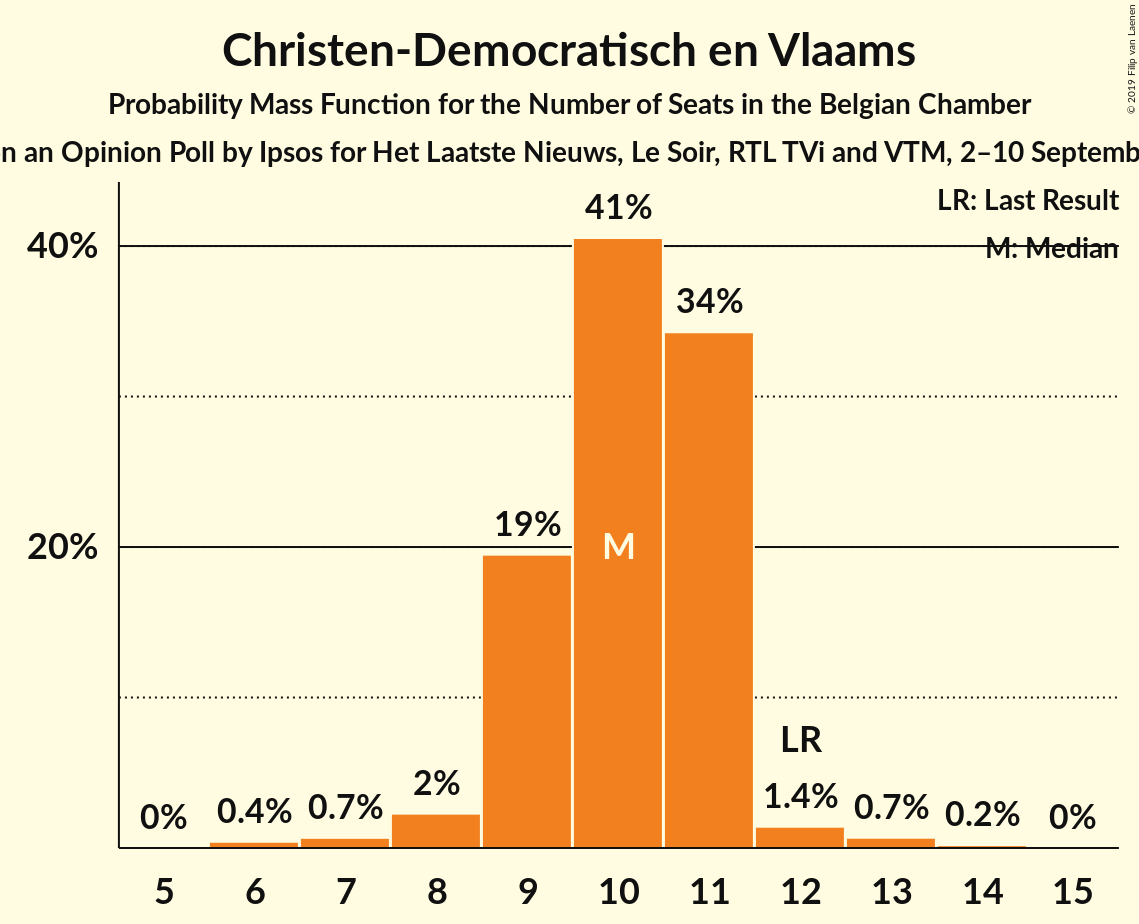 Christen-Democratisch en Vlaams
Probability Mass Function for the Number of Seats in the Belgian Chamber
an Opinion Poll by Ipsos for Het Laatste Nieuws, Le Soir, RTL TVi and VTM, 2–10
© 2019 Filip van Laenen
LR: Last Result
M: Median
40%
20%
41%
34%
19%
M
LR
0%
0.4%
0.7%
2%
1.4%
0.7%
0.2%
0%
5 6 7 8 9 10 11 12 13 14 15